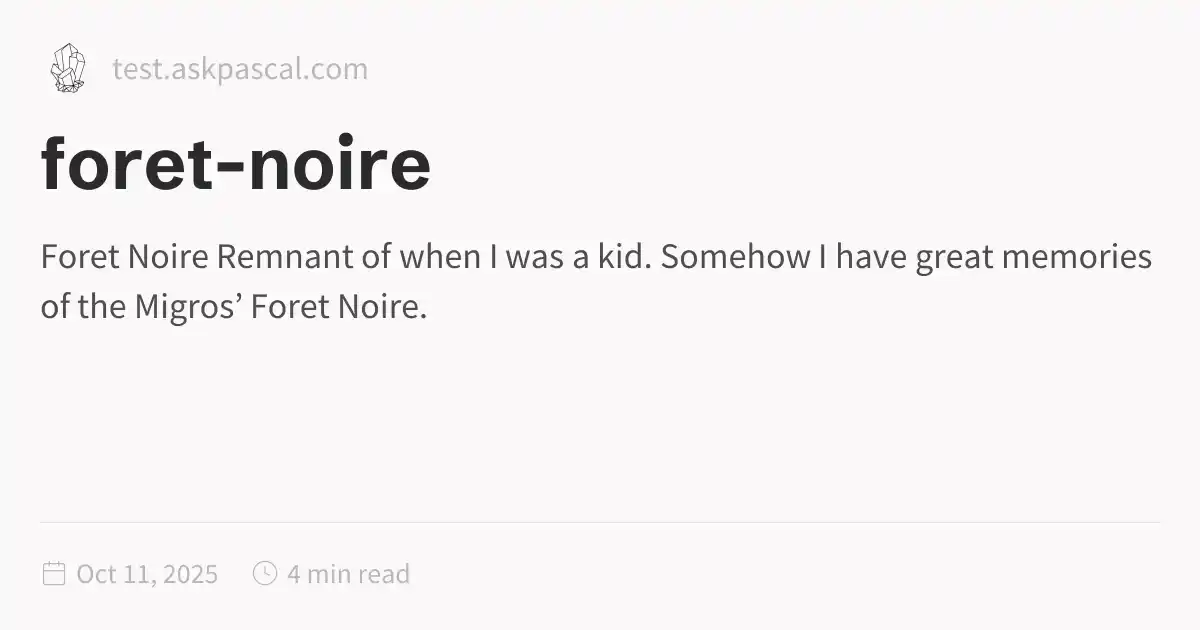 test.askpascal.com
foret-noire
Foret Noire Remnant of when I was a kid. Somehow I have great memories
of the Migros’ Foret Noire.
Oct 11, 2025 4 min read